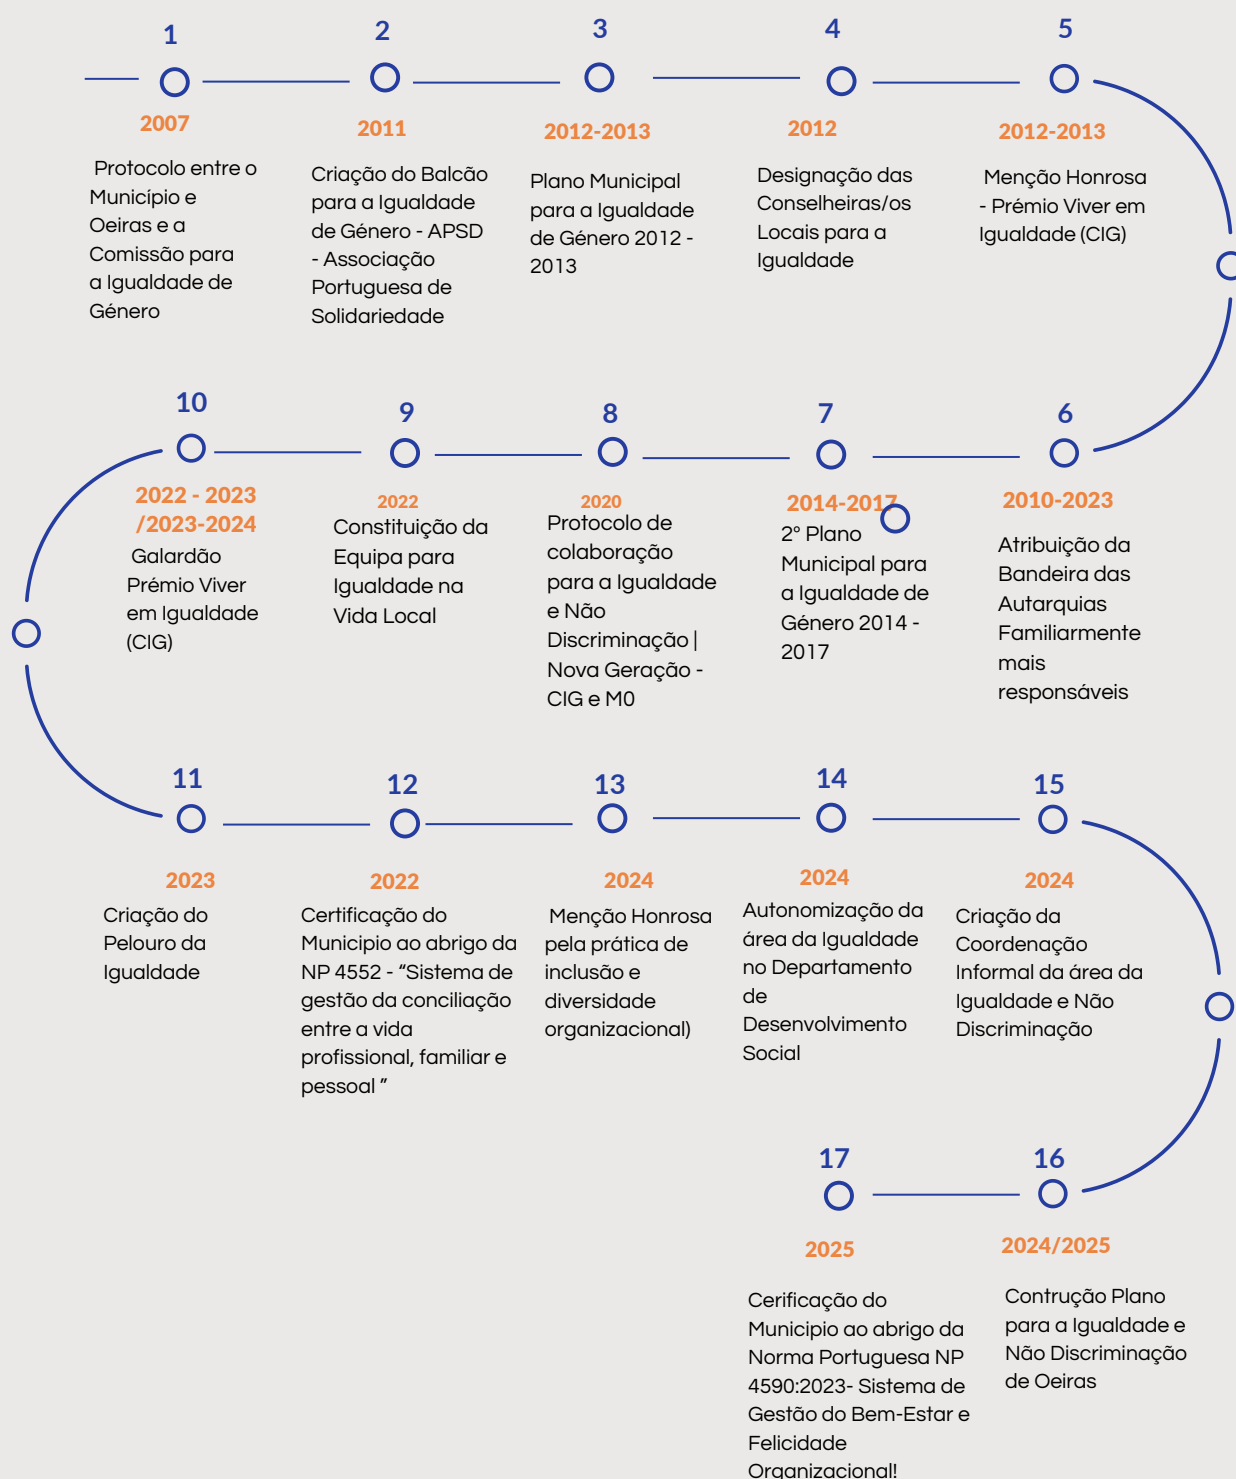 1
2007
Protocolo entre o
Município e
Oeiras e a
Comissão para
a Igualdade de
Género
2
2011
Criação do Balcão
para a Igualdade
de Género - APSD
- Associação
Portuguesa de
Solidariedade
3
2012-2013
Plano Municipal
para a Igualdade
de Género 2012 -
2013
4
2012
Designação das
Conselheiras/os
Locais para a
Igualdade
5
2012-2013
Menção Honrosa
- Prémio Viver em
Igualdade (CIG)
6
2010-2023
Atribuição da
Bandeira das
Autarquias
Familiarmente
mais
responsáveis
7
2014-2017
2º Plano
Municipal para
a Igualdade de
Género 2014 -
2017
8
2020
Protocolo de
colaboração
para a Igualdade
e Não
Discriminação |
Nova Geração -
CIG e M0
9
2022
Constituição da
Equipa para
Igualdade na
Vida Local
10
2022 - 2023
/2023-2024
Galardão
Prémio Viver
em Igualdade
(CIG)
11
2023
Criação do
Pelouro da
Igualdade
12
2022
Certificação do
Municipio ao abrigo da
NP 4552 - “Sistema de
gestão da conciliação
entre a vida
profissional, familiar e
pessoal ”
13
2024
Menção Honrosa
pela prática de
inclusão e
diversidade
organizacional)
14
2024
Autonomização da
área da Igualdade
no Departamento
de
Desenvolvimento
Social
15
2024
Criação da
Coordenação
Informal da área da
Igualdade e Não
Discriminação
16
2024/2025
Contrução Plano
para a Igualdade e
Não Discriminação
de Oeiras
17
2025
Cerificação do
Municipio ao abrigo da
Norma Portuguesa NP
4590:2023- Sistema de
Gestão do Bem-Estar e
Felicidade
Organizacional!